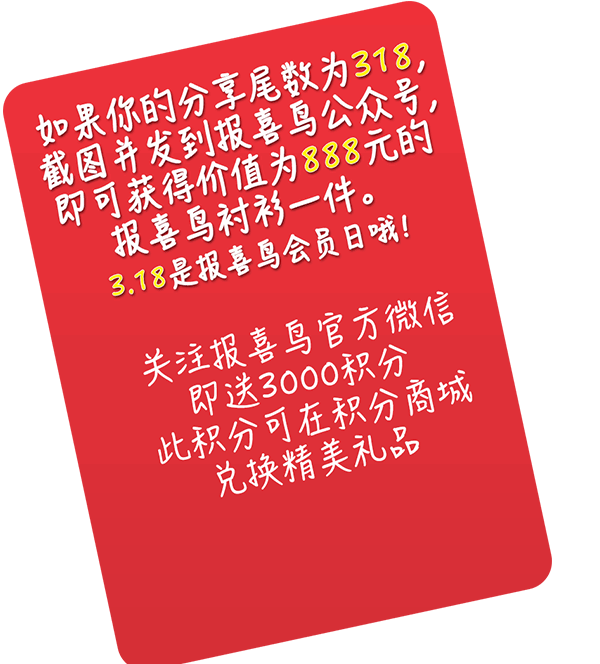 如果你的分享尾数为318,
截图并发到报喜鸟公众号,
即可获得价值为888元的
报喜鸟衬衫一件。
3.18是报喜鸟会员日哦!
关注报喜鸟官方微信
即送3000积分
此积分可在积分商城
兑换精美礼品